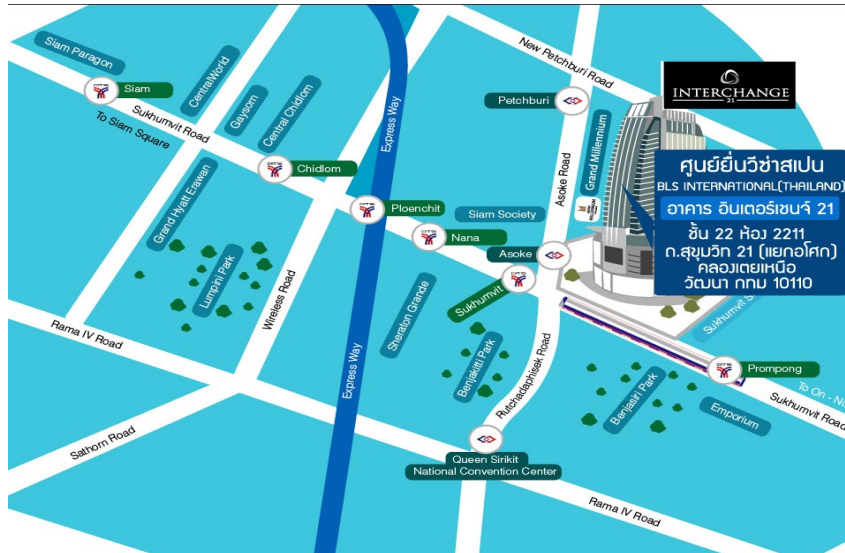 Siam Paragon
Siam
Sukhumvit Road
To Siam Square
CentralWorld
Gaysorn
Central Chidlom
Chidlom
Grand Hyatt Erawan
Lumpini Park
Wireless Road
Rama IV Road
Sathorn Road
Express Way
Express Way
Ploenchit
Nana
Siam Society
Sheraton Grande
Sukhumvit
Asoke
Petchburi
New Petchburi Road
Asoke Road
Grand Millennium
INTERCHANGE
21
ศูนย์ยื่นวีซ่าสเปน
BLS INTERNATIONAL(THAILAND)
อาคาร อินเตอร์เชนจ์ 21
ชั้น 22 ห้อง 2211
ถ.สุขุมวิท 21 (แยกอโศก)
คลองเตยเหนือ
วัฒนา กทม 10110
Benjakitti Park
Rutchadaphisek Road
Queen Sirikit
National Convention Center
Benjasiri Park
Prompong
Emporium
To On - Nu
Sukhumvit Road
Rama IV Road